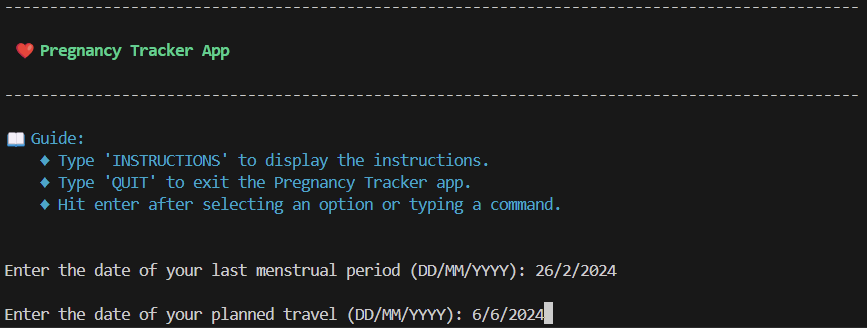 ❤️ Pregnancy Tracker App
📖 Guide:
♦ Type 'INSTRUCTIONS' to display the instructions.
♦ Type 'QUIT' to exit the Pregnancy Tracker app.
♦ Hit enter after selecting an option or typing a command.
Enter the date of your last menstrual period (DD/MM/YYYY): 26/2/2024
Enter the date of your planned travel (DD/MM/YYYY): 6/6/2024